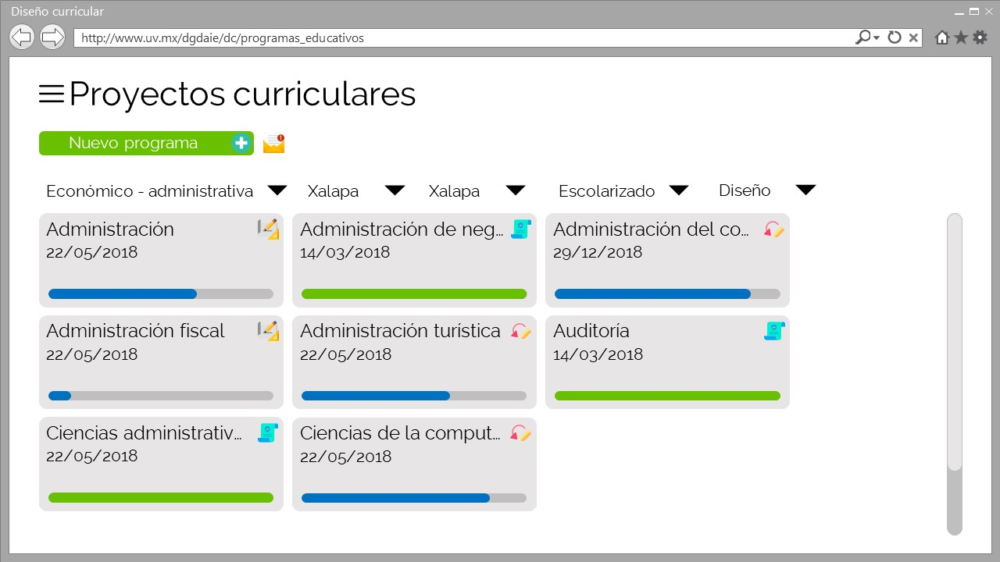 Diseño curricular
http://www.uv.mx/dgdaie/dc/programas_educativos
Proyectos curriculares
Nuevo programa
Económico - administrativa Xalapa Xalapa Escolarizado Diseño
Administración
22/05/2018
Administración de neg...
14/03/2018
Administración del co...
29/12/2018
Administración fiscal
22/05/2018
Administración turística
22/05/2018
Auditoría
14/03/2018
Ciencias administrativ...
22/05/2018
Ciencias de la comput...
22/05/2018